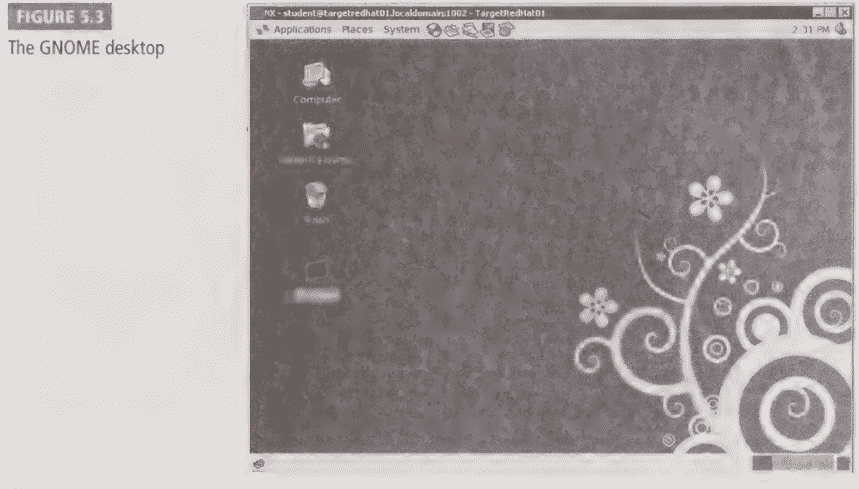 FIGURE 5.3
The GNOME desktop
NX - student@targetredhat01.localdomain:1002 - TargetRedHat01
Applications Places System
2:31 PM
Computer
Trash